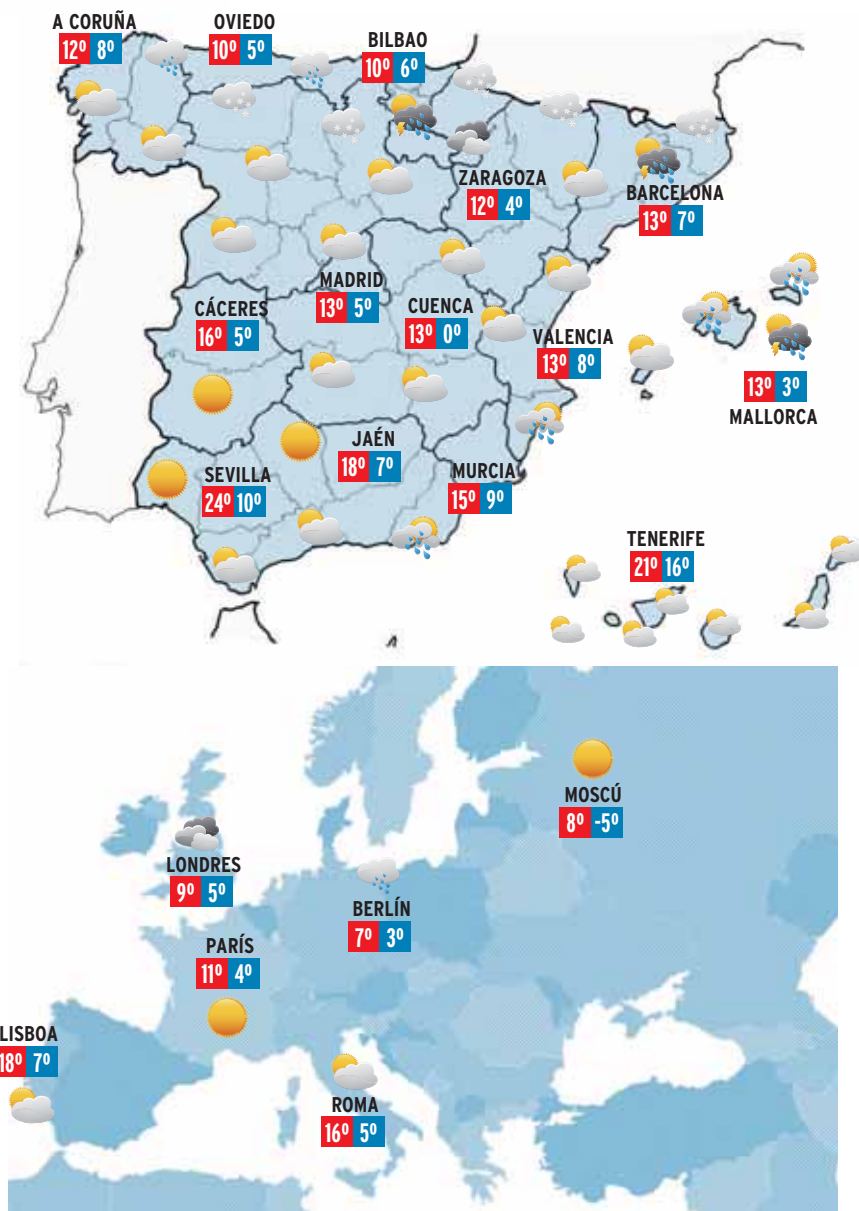 A CORUÑA
12º 8º
OVIEDO
10º 5º
BILBAO
10º 6º
ZARAGOZA
12º 4º
BARCELONA
13º 7º
MADRID
13º 5º
CÁCERES
16º 5º
CUENCA
13º 0º
VALENCIA
13º 8º
13º 3º
MALLORCA
JAÉN
18º 7º
SEVILLA
24º 10º
MURCIA
15º 9º
TENERIFE
21º 16º
MOSCÚ
8º -5º
LONDRES
9º 5º
BERLÍN
7º 3º
PARÍS
11º 4º
LISBOA
18º 7º
ROMA
16º 5º